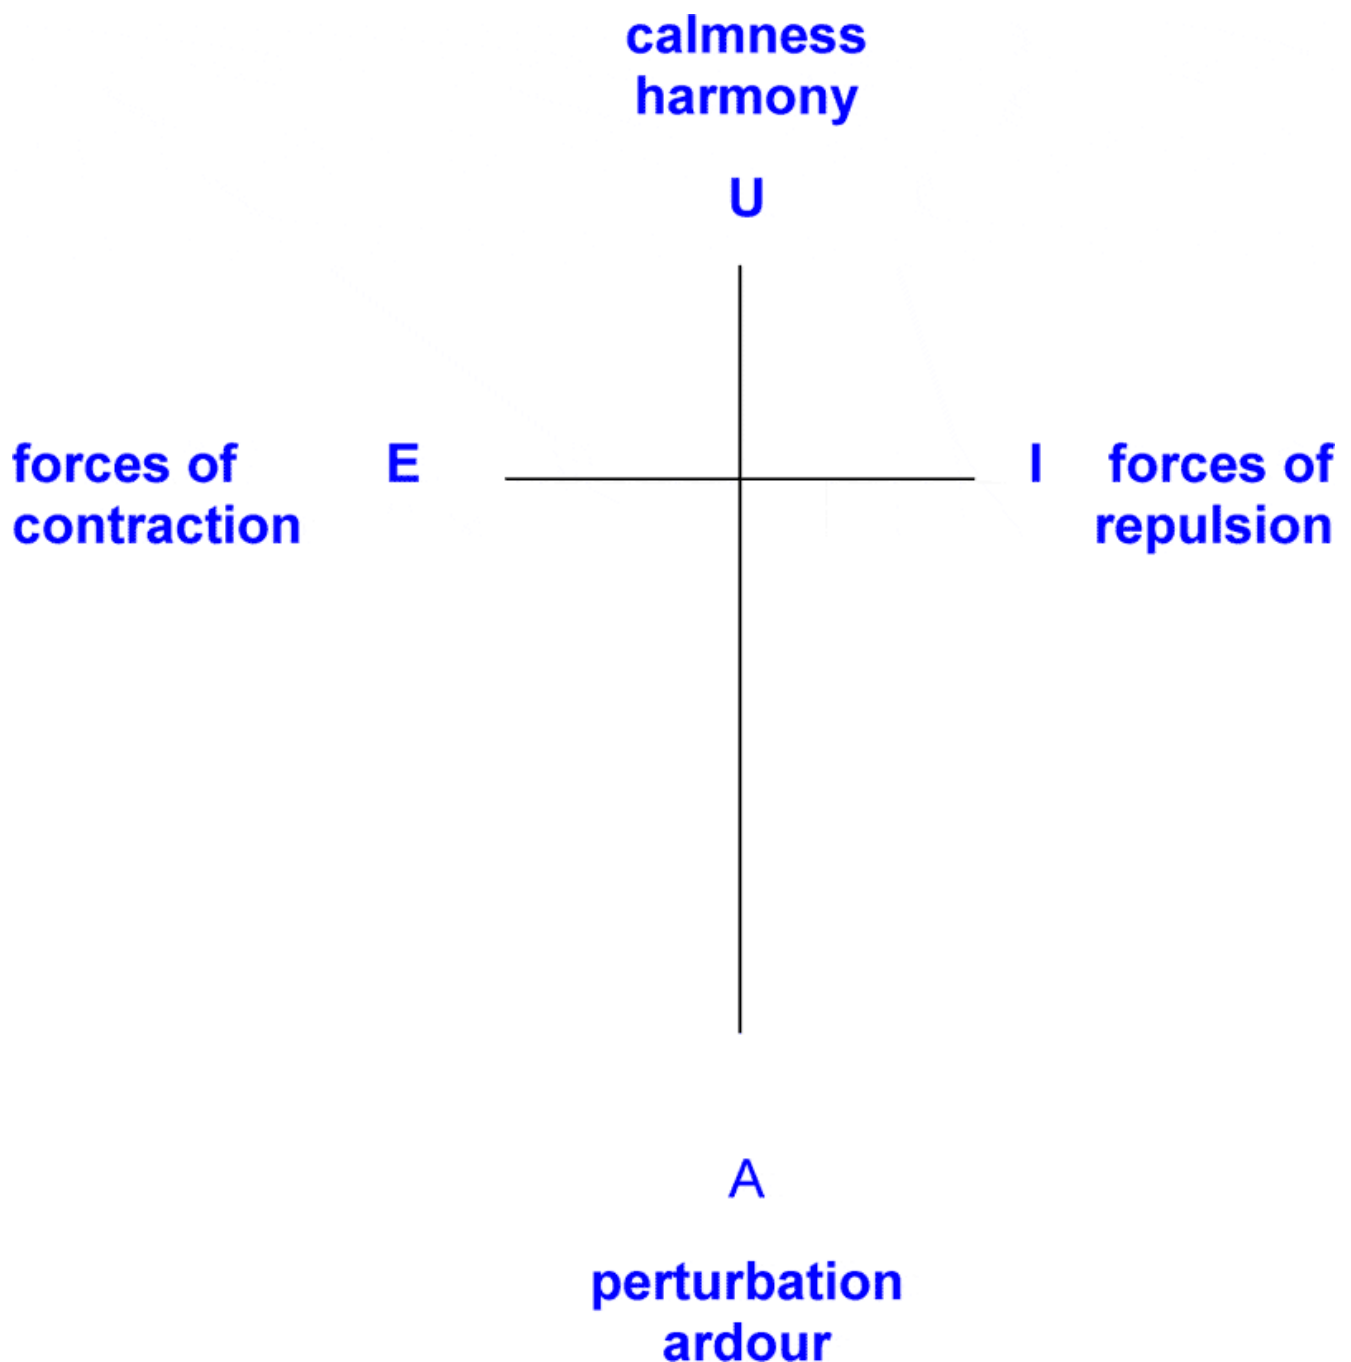 calmness
harmony
U
forces of E I forces of
contraction repulsion
A
perturbation
ardour